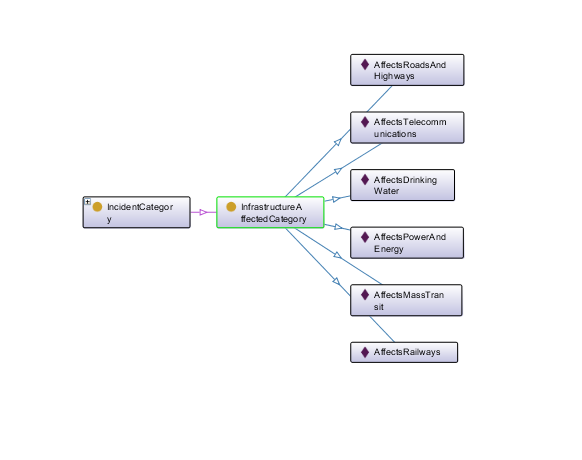 AffectsRoadsAnd
Highways
AffectsTelecomm
unications
AffectsDrinking
Water
IncidentCategor
y
InfrastructureA
ffectedCategory
AffectsPowerAnd
Energy
AffectsMassTran
sit
AffectsRailways